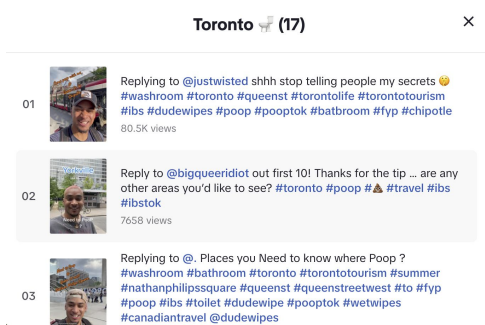 Toronto 🚽 (17)
01
Replying to @justwisted shhh stop telling people my secrets 🤭
#washroom #toronto #queenst #torontolife #torontotourism
#ibs #dudewipes #poop #pooptok #batbroom #fyp #chipotle
80.5K views
02
Reply to @bigqueeridiot out first 10! Thanks for the tip ... are any
other areas you'd like to see? #toronto #poop #💩 #travel #ibs
#ibstok
7658 views
03
Replying to @. Places you Need to know where Poop ?
#washroom #bathroom #toronto #torontotourism #summer
#nathanphilipssquare #queenst #queenstreetwest #to #fyp
#poop #ibs #toilet #dudewipe #pooptok #wetwipes
#canadiantravel @dudewipes